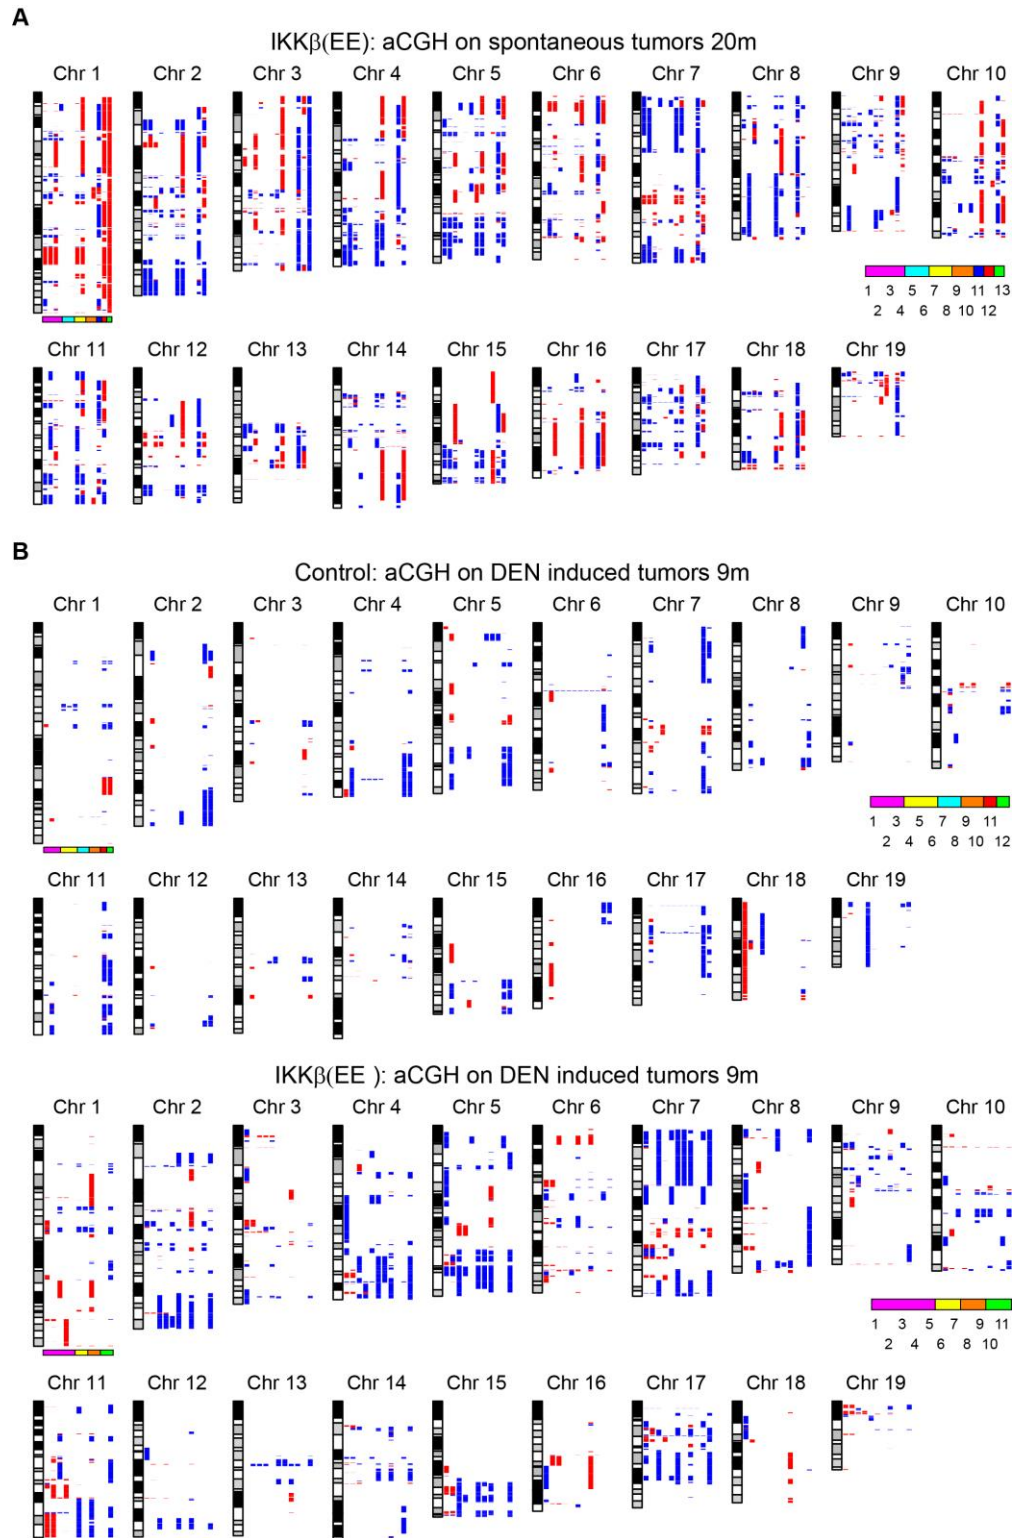 A
IKKβ(EE): aCGH on spontaneous tumors 20m
Chr 1 Chr 2 Chr 3 Chr 4 Chr 5 Chr 6 Chr 7 Chr 8 Chr 9 Chr 10
1 3 5 7 9 11 13
2 4 6 8 10 12
Chr 11 Chr 12 Chr 13 Chr 14 Chr 15 Chr 16 Chr 17 Chr 18 Chr 19
B
Control: aCGH on DEN induced tumors 9m
Chr 1 Chr 2 Chr 3 Chr 4 Chr 5 Chr 6 Chr 7 Chr 8 Chr 9 Chr 10
1 3 5 7 9 11
2 4 6 8 10 12
Chr 11 Chr 12 Chr 13 Chr 14 Chr 15 Chr 16 Chr 17 Chr 18 Chr 19
IKKβ(EE ): aCGH on DEN induced tumors 9m
Chr 1 Chr 2 Chr 3 Chr 4 Chr 5 Chr 6 Chr 7 Chr 8 Chr 9 Chr 10
1 3 5 7 9 11
2 4 6 8 10
Chr 11 Chr 12 Chr 13 Chr 14 Chr 15 Chr 16 Chr 17 Chr 18 Chr 19